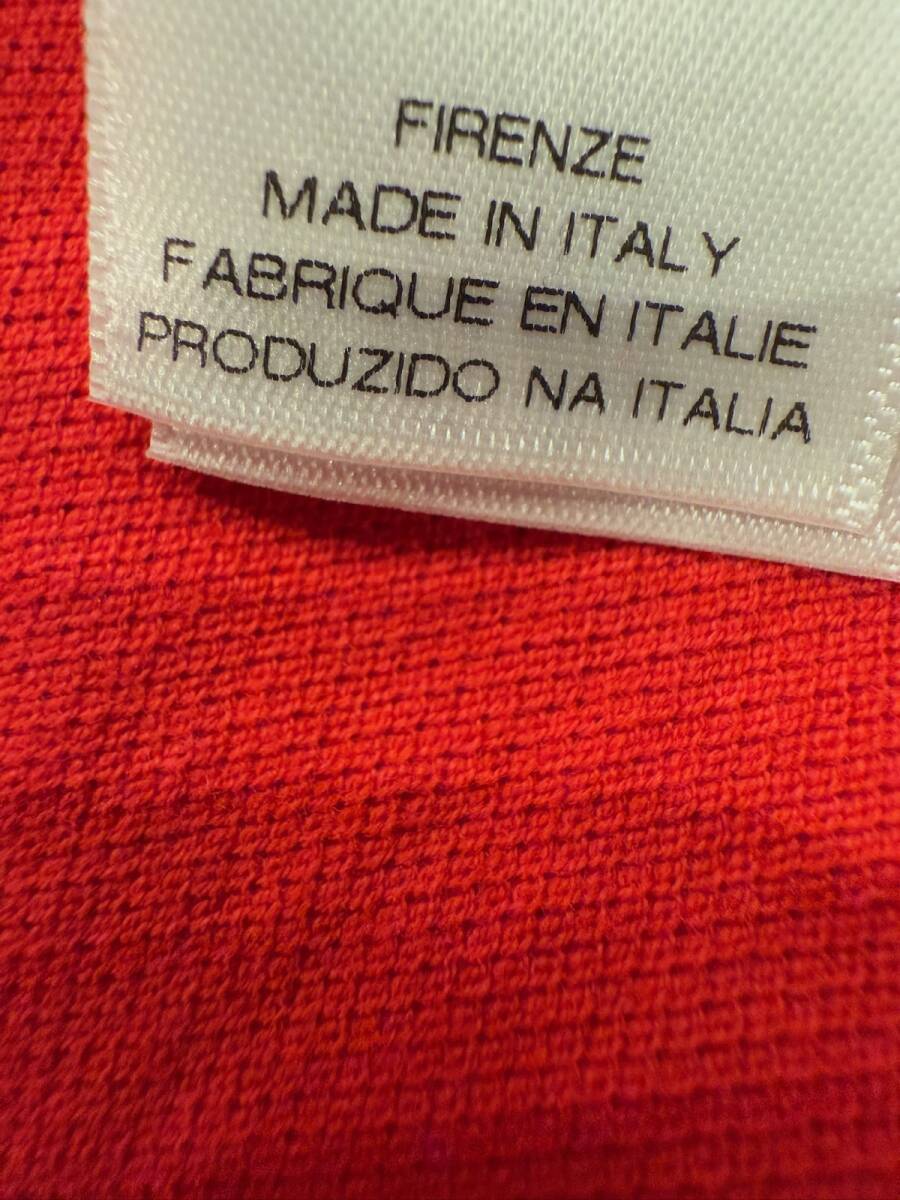 FIRENZE
MADE IN ITALY
FABRIQUE EN ITALIE
PRODUZIDO NA ITALIA